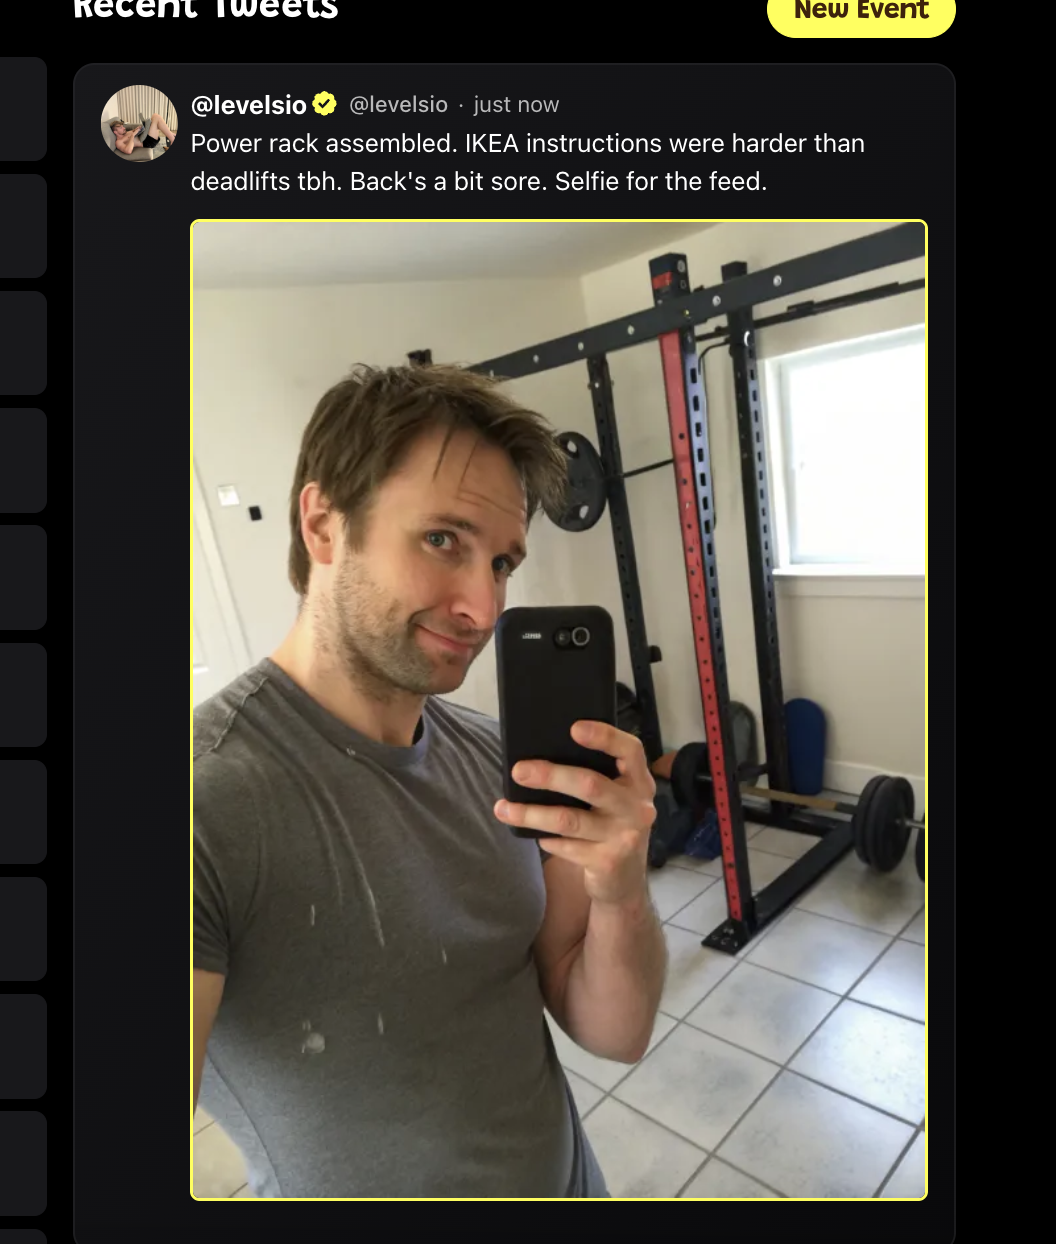 Recent Tweets
New Event
@levelsio @levelsio · just now
Power rack assembled. IKEA instructions were harder than
deadlifts tbh. Back's a bit sore. Selfie for the feed.